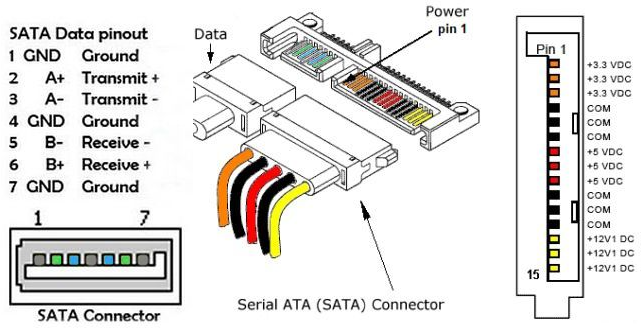 SATA Data pinout
1 GND Ground
2 A+ Transmit +
3 A- Transmit -
4 GND Ground
5 B- Receive -
6 B+ Receive +
7 GND Ground
1 7
SATA Connector
Data
Power
pin 1
Serial ATA (SATA) Connector
Pin 1
+3.3 VDC
+3.3 VDC
+3.3 VDC
COM
COM
COM
+5 VDC
+5 VDC
+5 VDC
COM
COM
COM
+12V1 DC
+12V1 DC
+12V1 DC
15